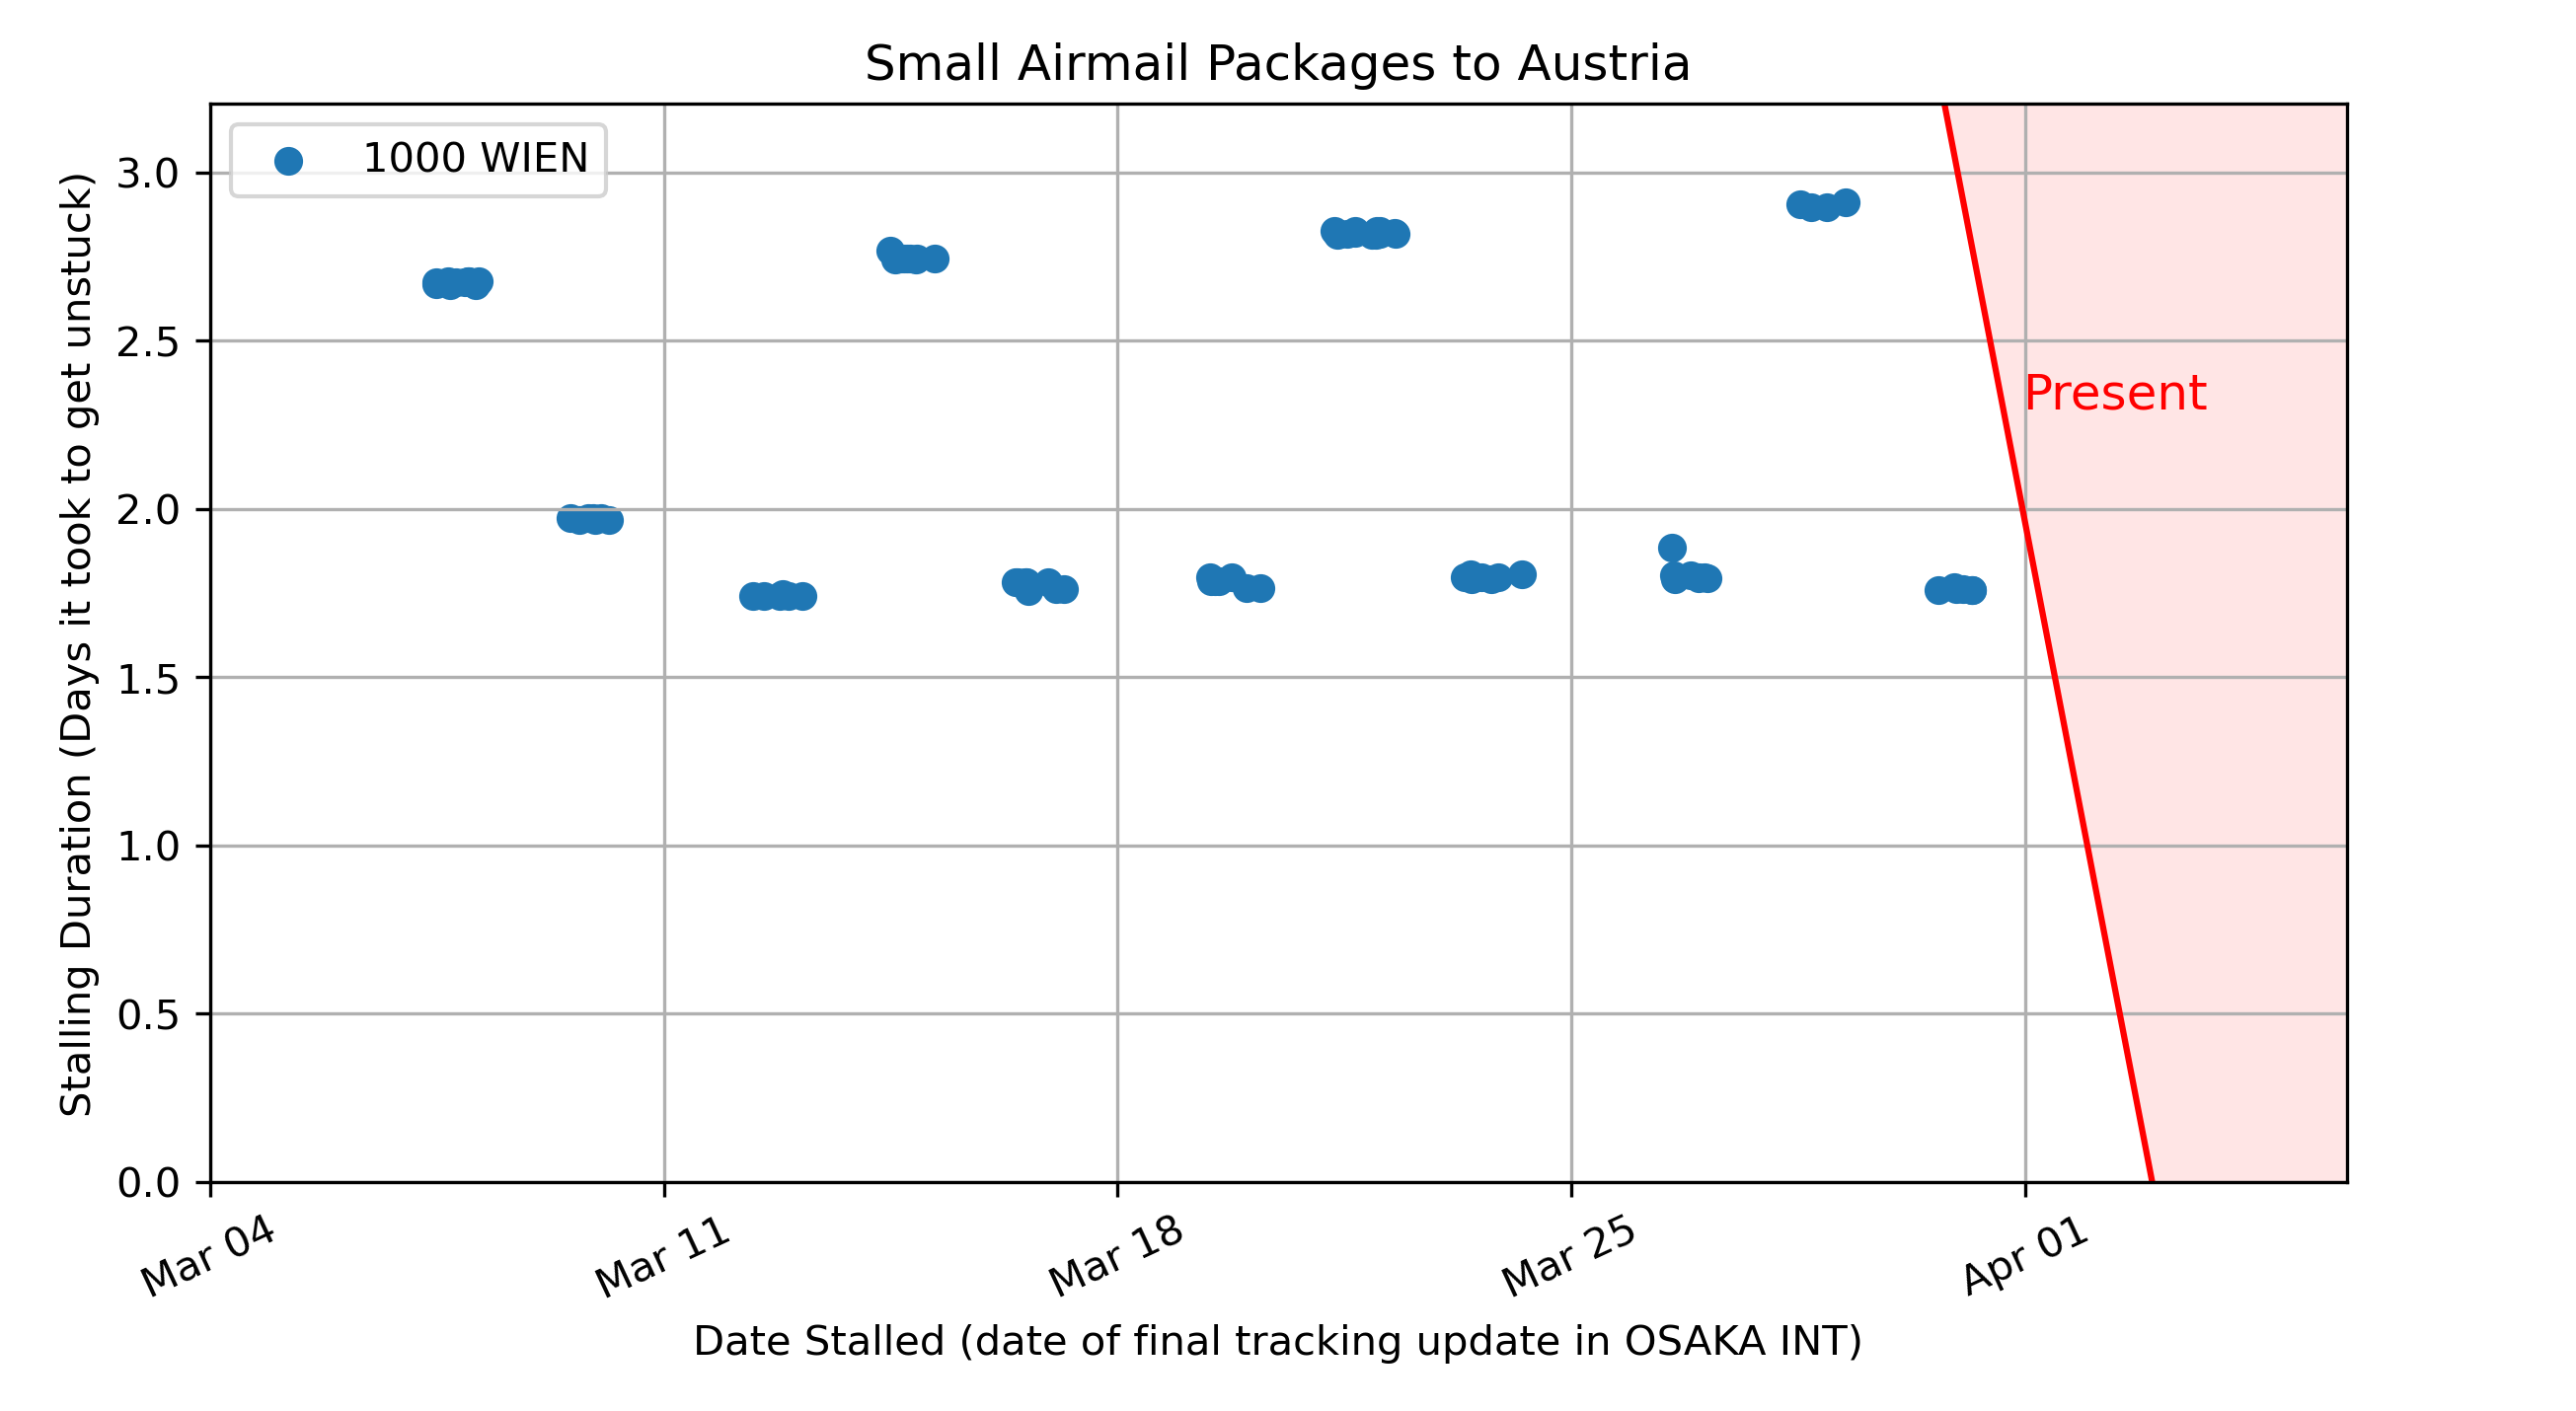 Small Airmail Packages to Austria
1000 WIEN
Stalling Duration (Days it took to get unstuck)
3.0
2.5
2.0
1.5
1.0
0.5
0.0
Present
Mar 04
Mar 11
Mar 18
Mar 25
Apr 01
Date Stalled (date of final tracking update in OSAKA INT)